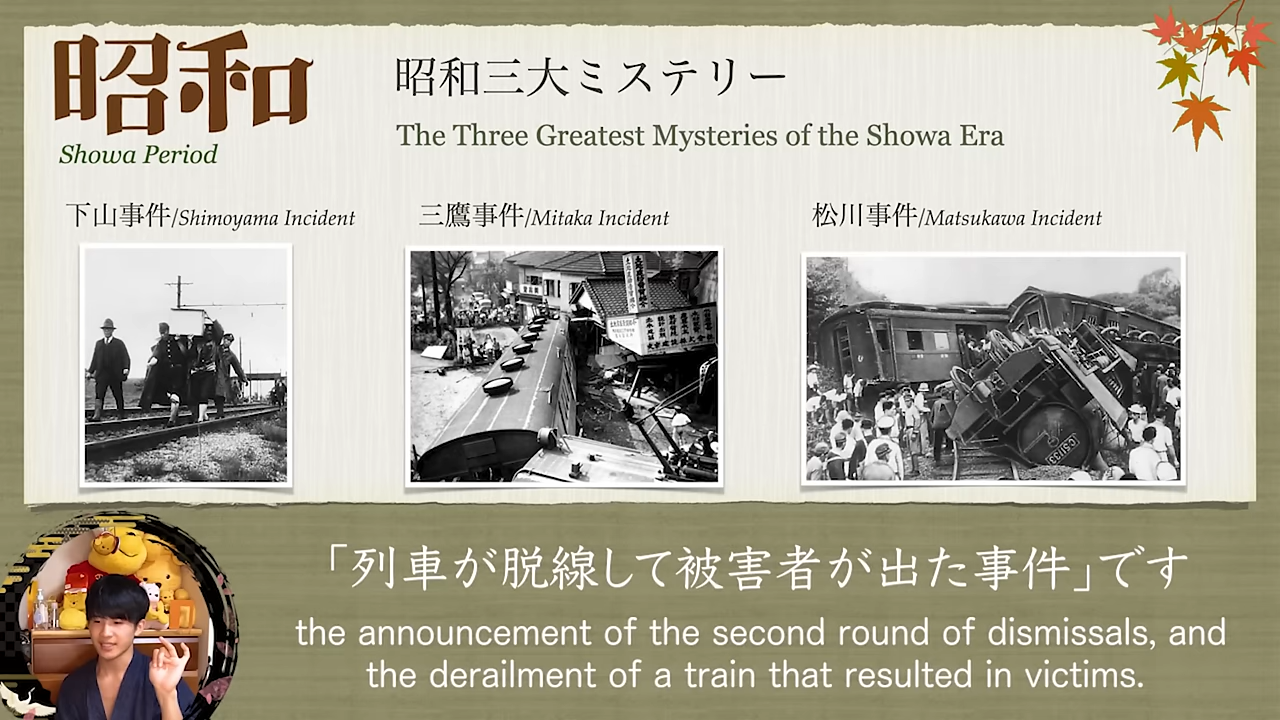 昭和
Showa Period
昭和三大ミステリー
The Three Greatest Mysteries of the Showa Era
下山事件/Shimoyama Incident
三鷹事件/Mitaka Incident
松川事件/Matsukawa Incident
「列車が脱線して被害者が出た事件」です
the announcement of the second round of dismissals, and
the derailment of a train that resulted in victims.